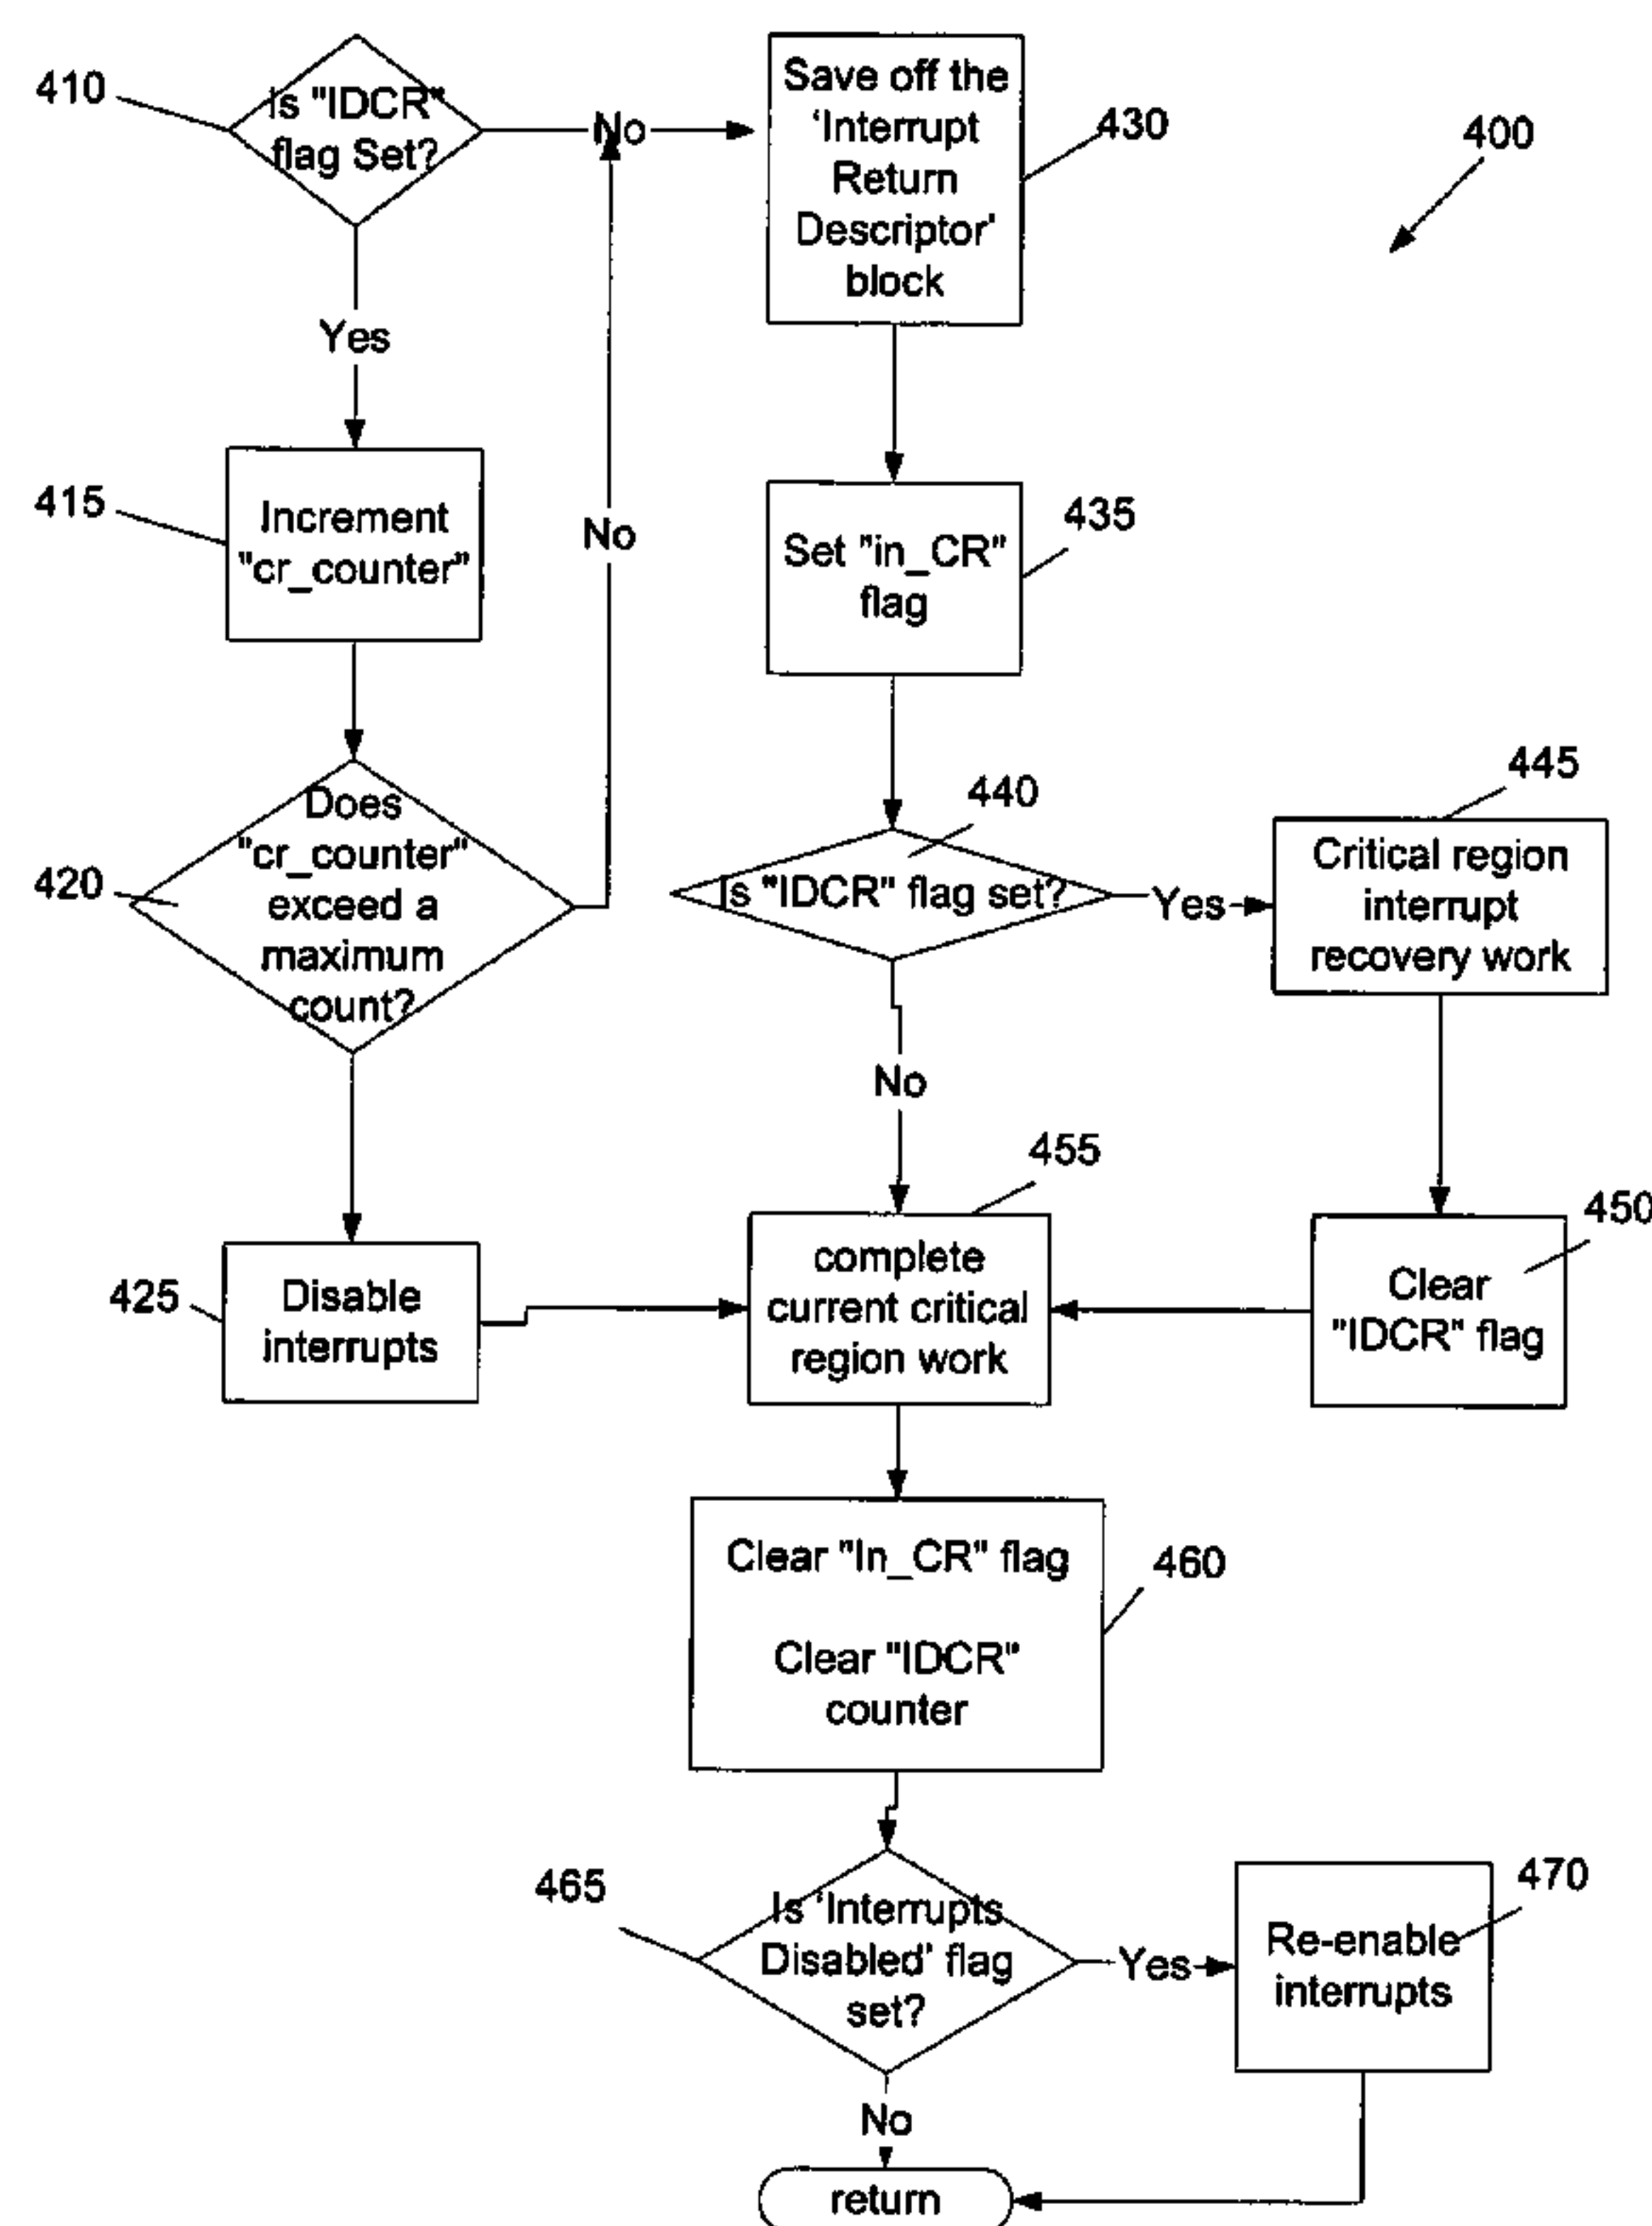 410
Is "IDCR"
flag Set?
No
Save off the
'Interrupt
Return
Descriptor'
block
430
400
Yes
415
Increment
"cr_counter"
No
Set "in_CR"
flag
435
420
Does
"cr_counter"
exceed a
maximum
count?
440
Is "IDCR" flag set?
Yes
445
Critical region
interrupt
recovery work
No
455
450
425
Disable
interrupts
complete
current critical
region work
Clear
"IDCR" flag
Clear "In_CR" flag
Clear "IDCR"
counter
460
465
Is 'Interrupts
Disabled' flag
set?
Yes
470
Re-enable
interrupts
No
return